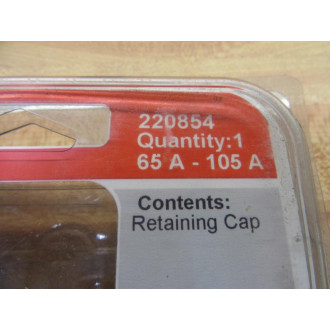 220854
Quantity:1
65 A - 105 A
Contents:
Retaining Cap